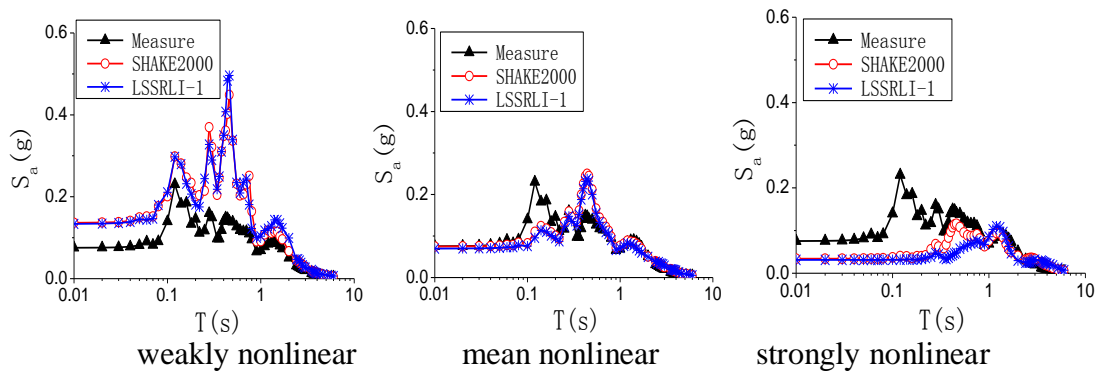 0.6
Measure
SHAKE2000
LSSRLI-1
0.4
0.2
0.0
Sa(g)
0.01 0.1 1 10
T(s)
weakly nonlinear
0.6
Measure
SHAKE2000
LSSRLI-1
0.4
0.2
0.0
Sa(g)
0.01 0.1 1 10
T(s)
mean nonlinear
0.6
Measure
SHAKE2000
LSSRLI-1
0.4
0.2
0.0
Sa(g)
0.01 0.1 1 10
T(s)
strongly nonlinear